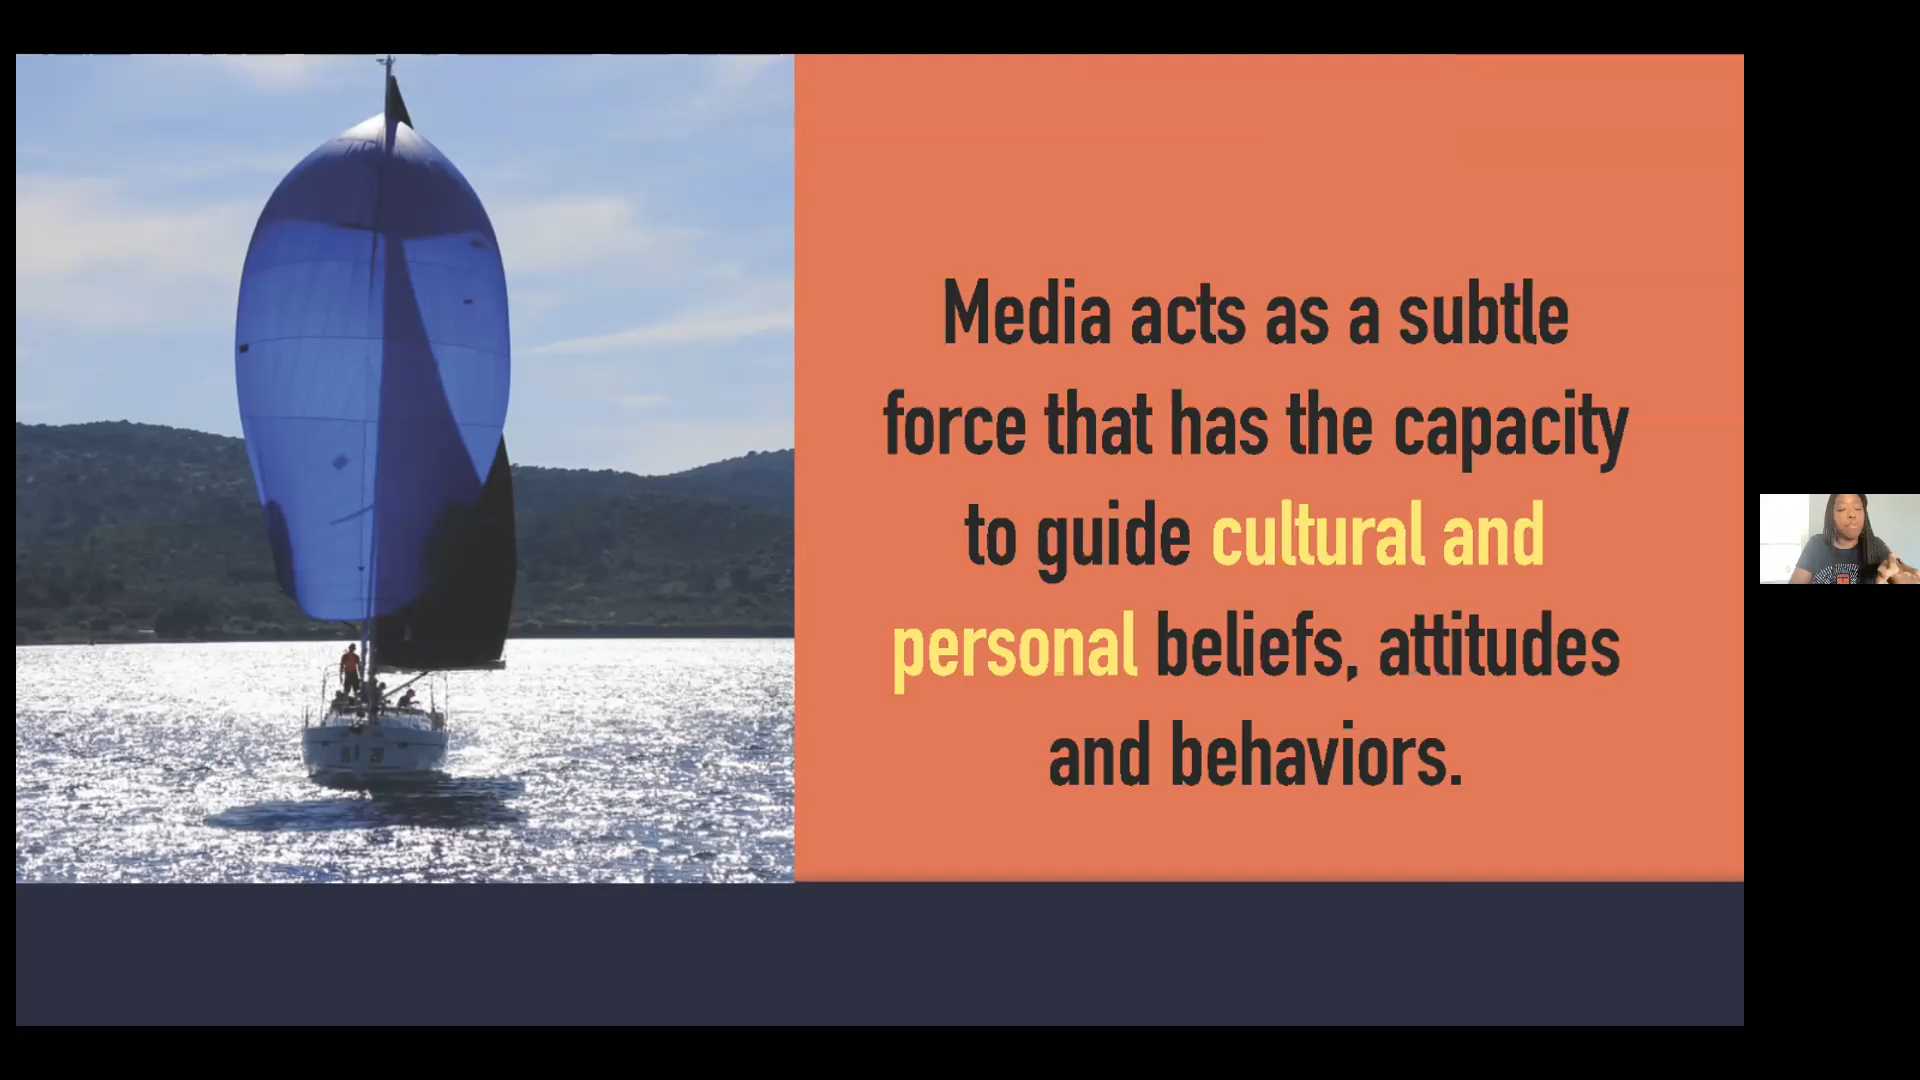 Media acts as a subtle
force that has the capacity
to guide cultural and
personal beliefs, attitudes
and behaviors.